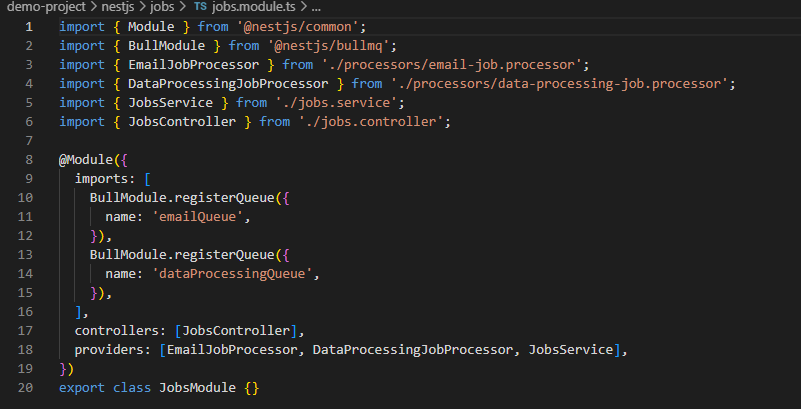 demo-project > nestjs > jobs > TS jobs.module.ts > ...
1 import { Module } from '@nestjs/common';
2 import { BullModule } from '@nestjs/bullmq';
3 import { EmailJobProcessor } from './processors/email-job.processor';
4 import { DataProcessingJobProcessor } from './processors/data-processing-job.processor';
5 import { JobsService } from './jobs.service';
6 import { JobsController } from './jobs.controller';
7
8 @Module({
9   imports: [
10     BullModule.registerQueue({
11       name: 'emailQueue',
12     }),
13     BullModule.registerQueue({
14       name: 'dataProcessingQueue',
15     }),
16   ],
17   controllers: [JobsController],
18   providers: [EmailJobProcessor, DataProcessingJobProcessor, JobsService],
19 })
20 export class JobsModule {}